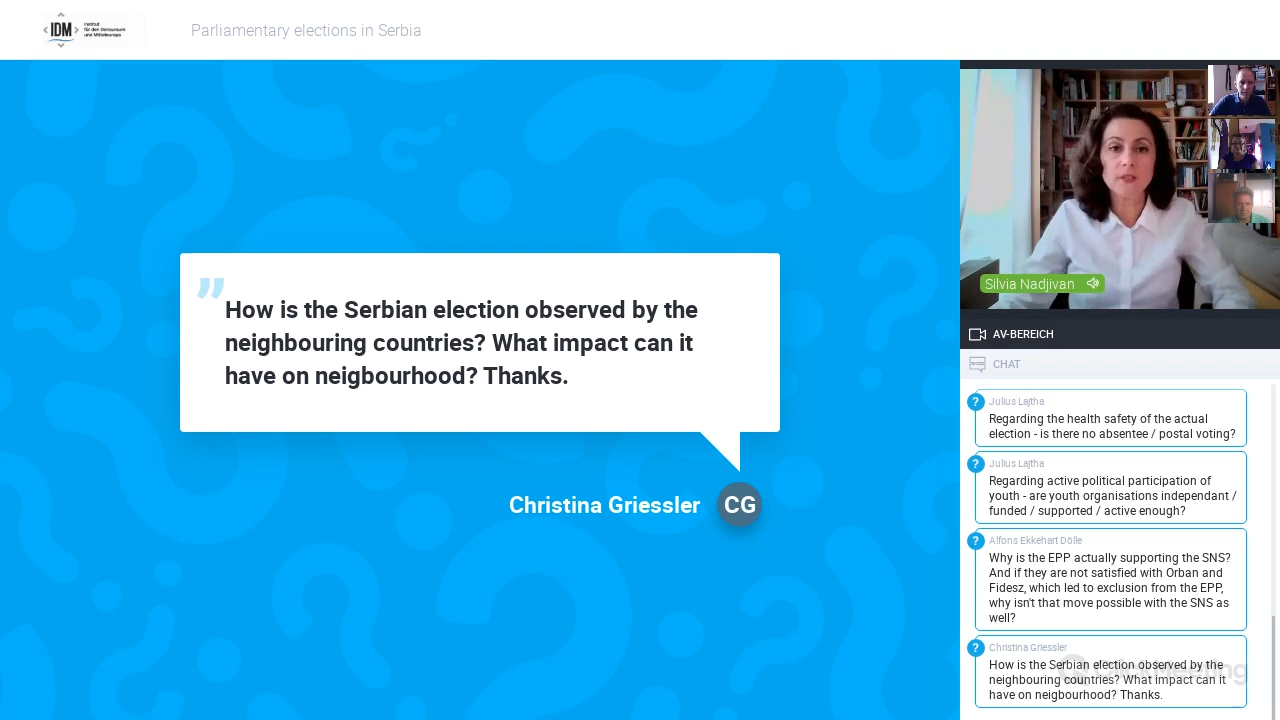 IDM
Institut
für den Donauraum
und Mitteleuropa
Parliamentary elections in Serbia
How is the Serbian election observed by the
neighbouring countries? What impact can it
have on neigbourhood? Thanks.
Christina Griessler
CG
Silvia Nadjivan
AV-BEREICH
CHAT
?
Julius Lajtha
Regarding the health safety of the actual
election - is there no absentee / postal voting?
?
Julius Lajtha
Regarding active political participation of
youth - are youth organisations independant /
funded / supported / active enough?
?
Alfons Ekkehart Dölle
Why is the EPP actually supporting the SNS?
And if they are not satisfied with Orban and
Fidesz, which led to exclusion from the EPP,
why isn't that move possible with the SNS as
well?
?
Christina Griessler
How is the Serbian election observed by the
neighbouring countries? What impact can it
have on neigbourhood? Thanks.